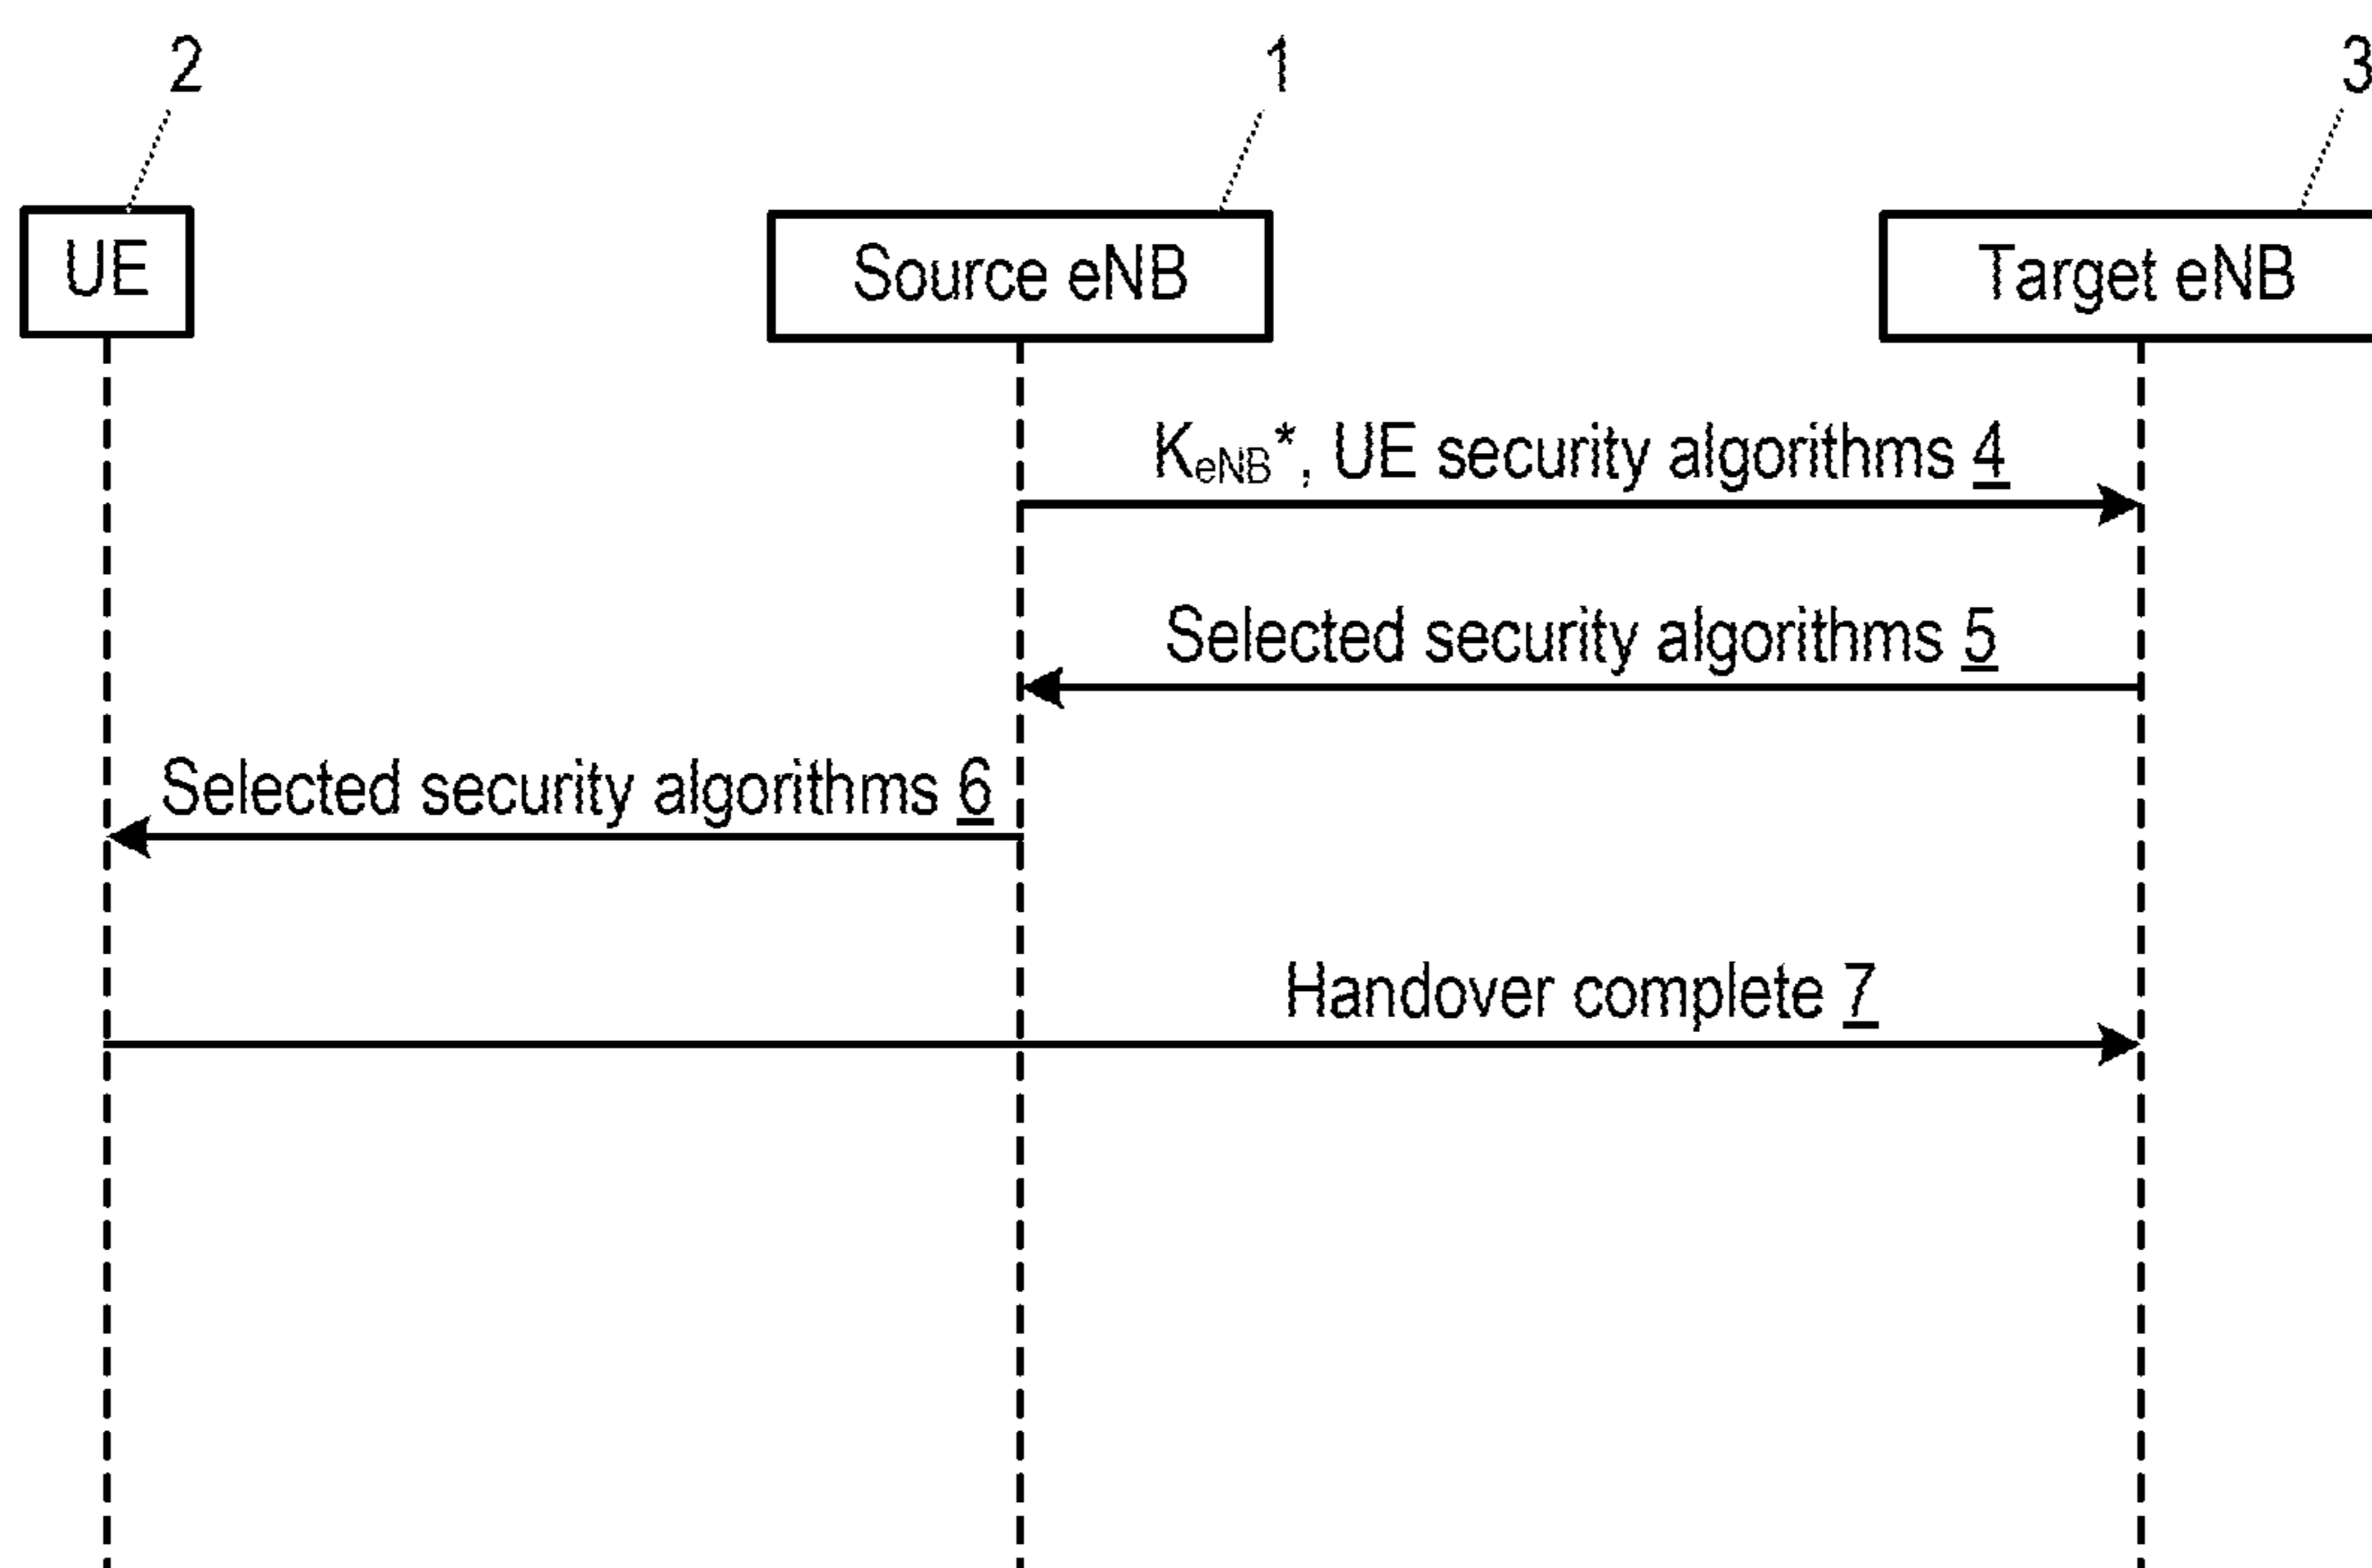 2
1
3
UE
Source eNB
Target eNB
KeNB*, UE security algorithms 4
Selected security algorithms 5
Selected security algorithms 6
Handover complete 7